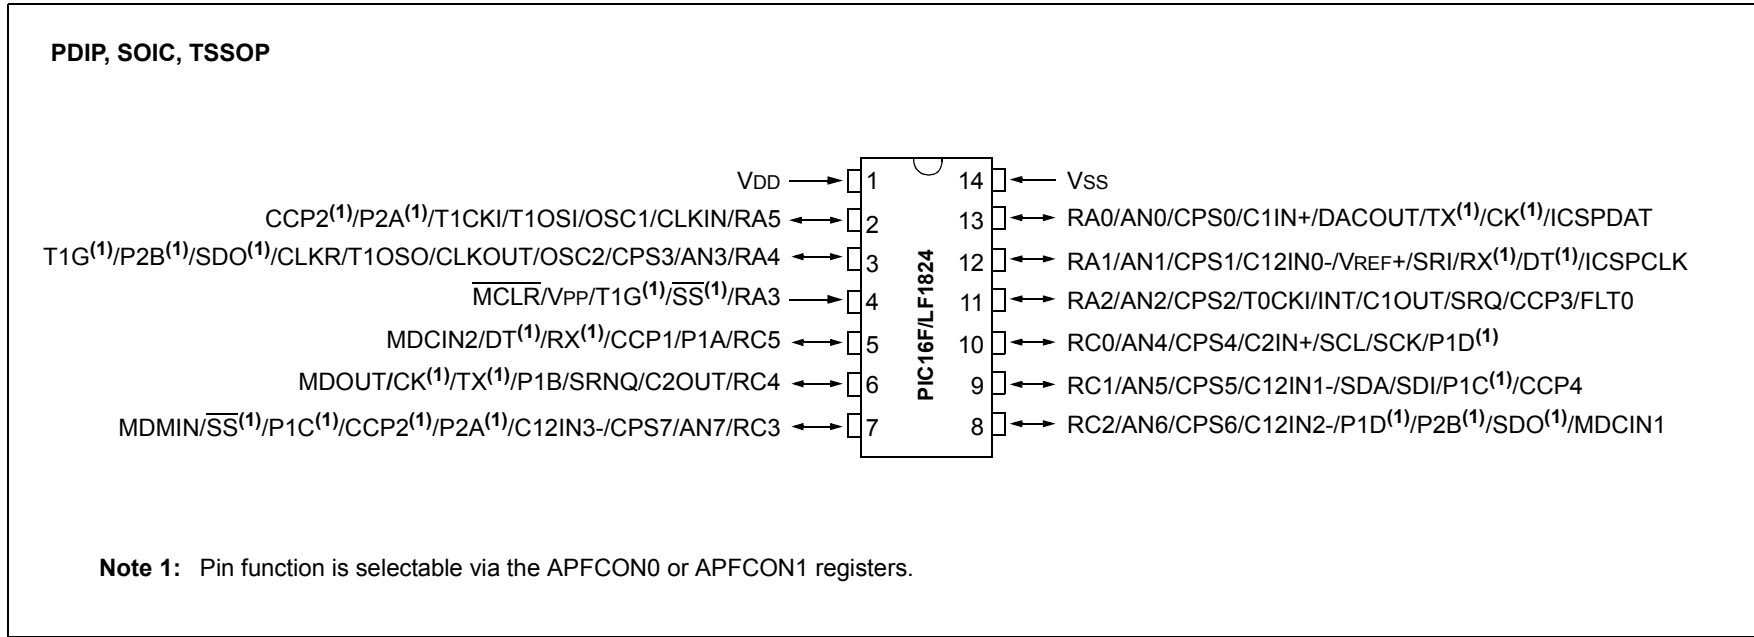 PDIP, SOIC, TSSOP
VDD 1 14 VSS
CCP2(1)/P2A(1)/T1CKI/T1OSI/OSC1/CLKIN/RA5 2 13 RA0/AN0/CPS0/C1IN+/DACOUT/TX(1)/CK(1)/ICSPDAT
T1G(1)/P2B(1)/SDO(1)/CLKR/T1OSO/CLKOUT/OSC2/CPS3/AN3/RA4 3 12 RA1/AN1/CPS1/C12IN0-/VREF+/SRI/RX(1)/DT(1)/ICSPCLK
MCLR/VPP/T1G(1)/SS(1)/RA3 4 11 RA2/AN2/CPS2/T0CKI/INT/C1OUT/SRQ/CCP3/FLT0
MDCIN2/DT(1)/RX(1)/CCP1/P1A/RC5 5 10 RC0/AN4/CPS4/C2IN+/SCL/SCK/P1D(1)
MDOUT/CK(1)/TX(1)/P1B/SRNQ/C2OUT/RC4 6 9 RC1/AN5/CPS5/C12IN1-/SDA/SDI/P1C(1)/CCP4
MDMIN/SS(1)/P1C(1)/CCP2(1)/P2A(1)/C12IN3-/CPS7/AN7/RC3 7 8 RC2/AN6/CPS6/C12IN2-/P1D(1)/P2B(1)/SDO(1)/MDCIN1
PIC16F/LF1824
Note 1: Pin function is selectable via the APFCON0 or APFCON1 registers.